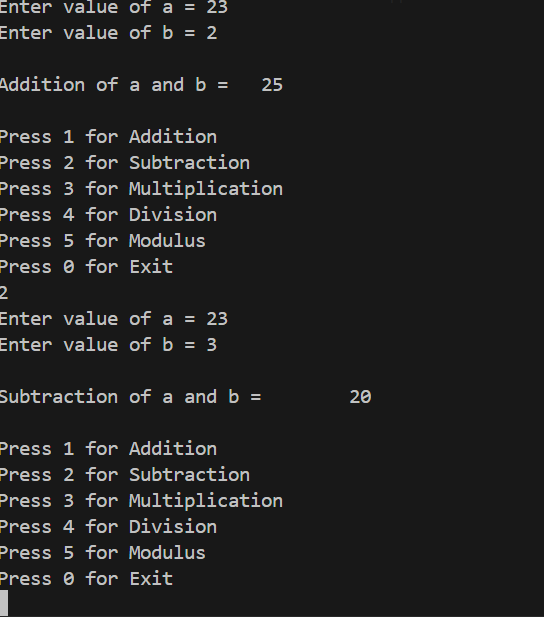 Enter value of a = 23
Enter value of b = 2
Addition of a and b =   25
Press 1 for Addition
Press 2 for Subtraction
Press 3 for Multiplication
Press 4 for Division
Press 5 for Modulus
Press 0 for Exit
2
Enter value of a = 23
Enter value of b = 3
Subtraction of a and b =        20
Press 1 for Addition
Press 2 for Subtraction
Press 3 for Multiplication
Press 4 for Division
Press 5 for Modulus
Press 0 for Exit